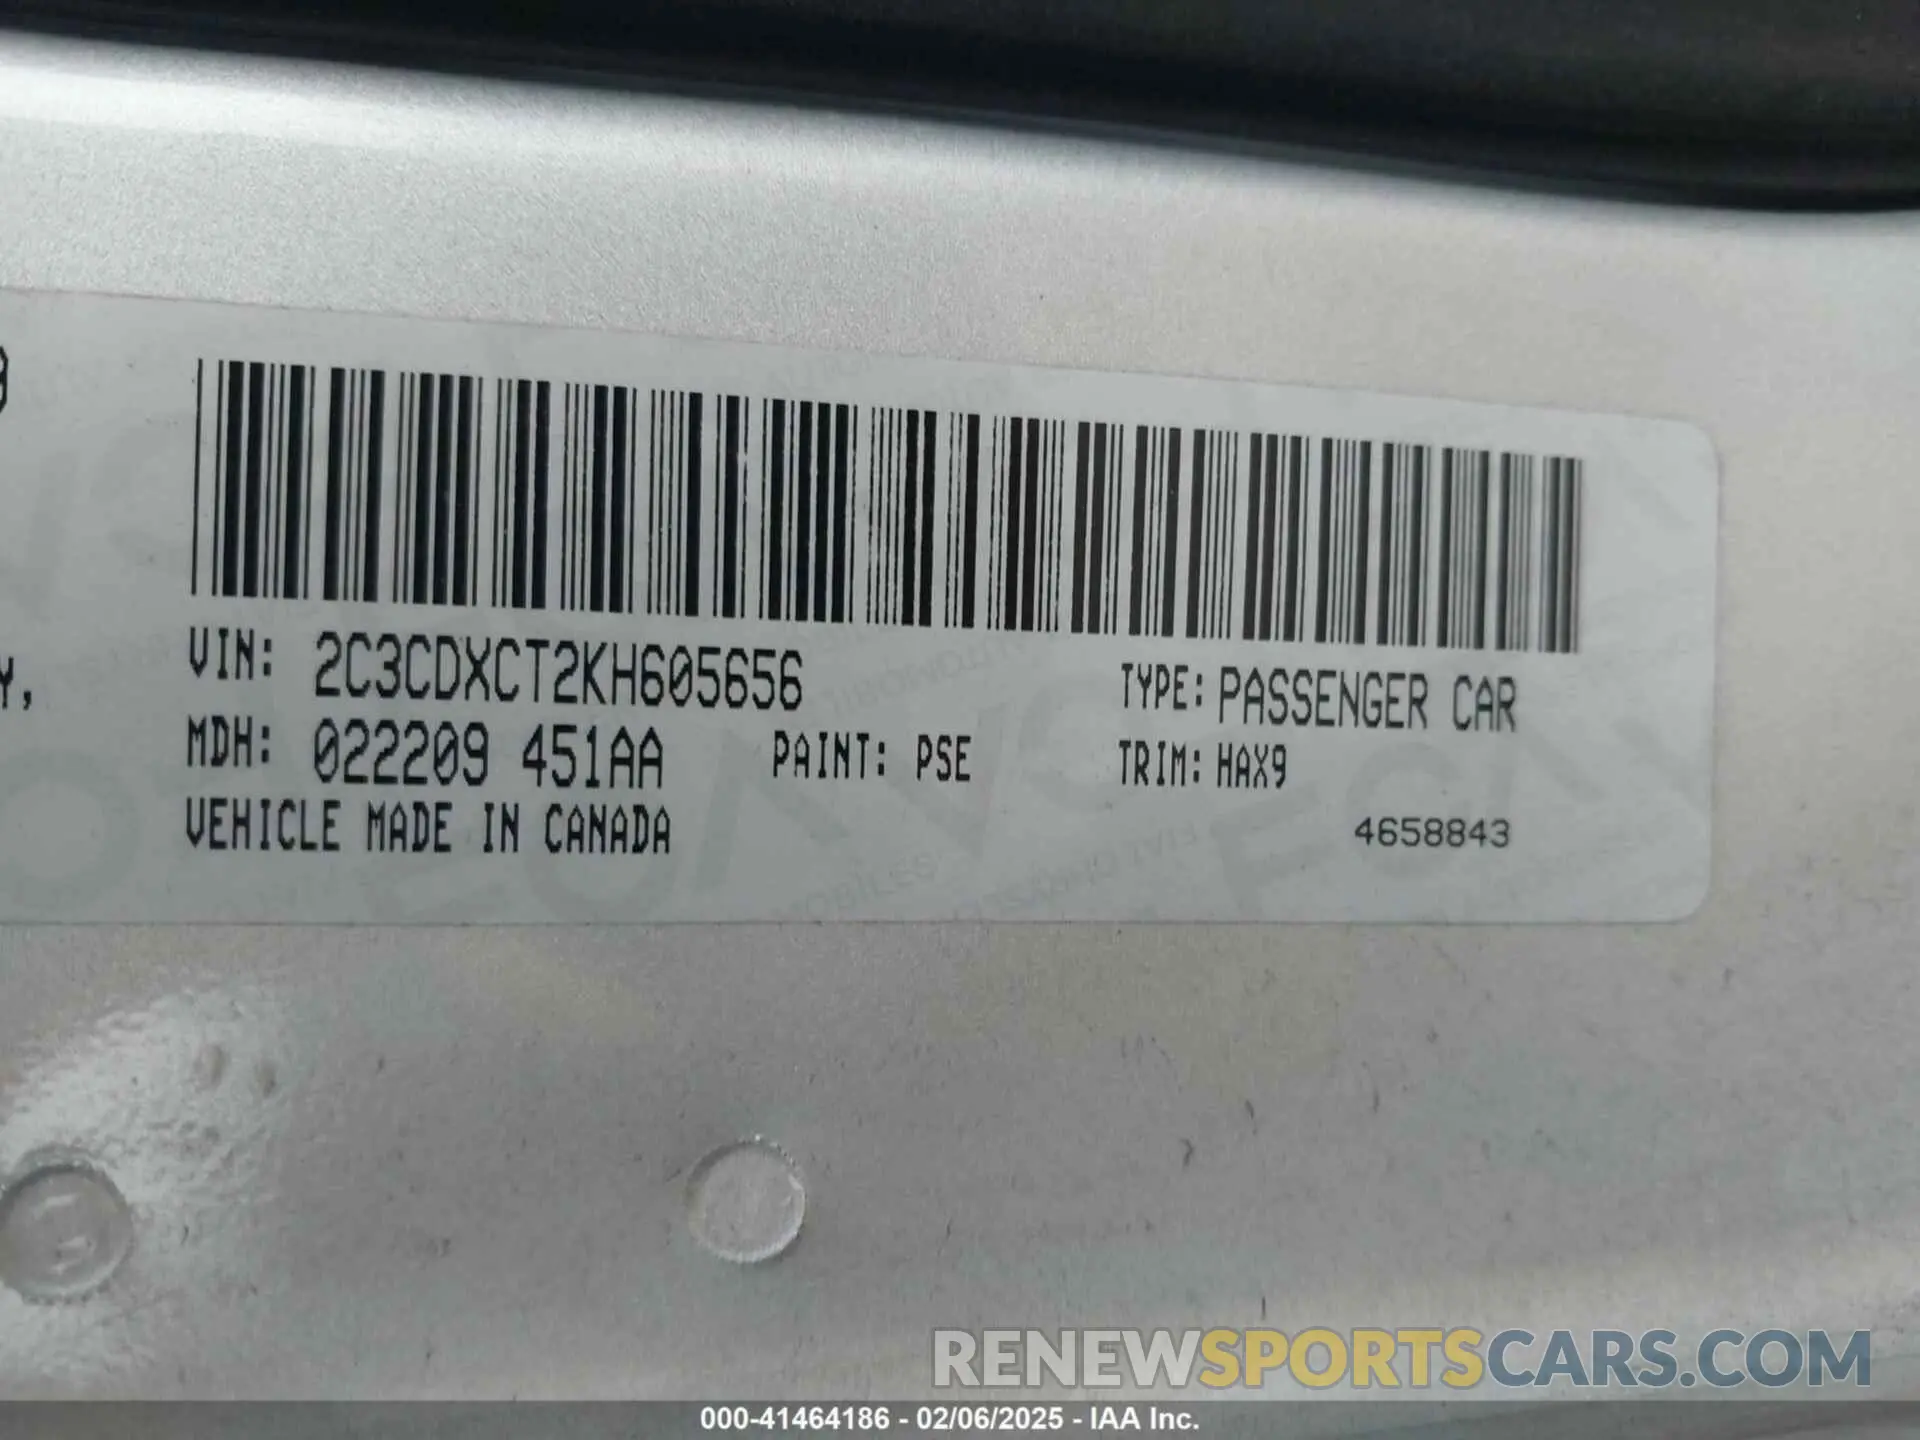 Y,
VIN: 2C3CDXCT2KH605656
TYPE: PASSENGER CAR
MDH: 022209 451AA PAINT: PSE TRIM: HAX9
VEHICLE MADE IN CANADA
4658843
RENEWSPORTSCARS.COM
000-41464186 - 02/06/2025 - IAA Inc.